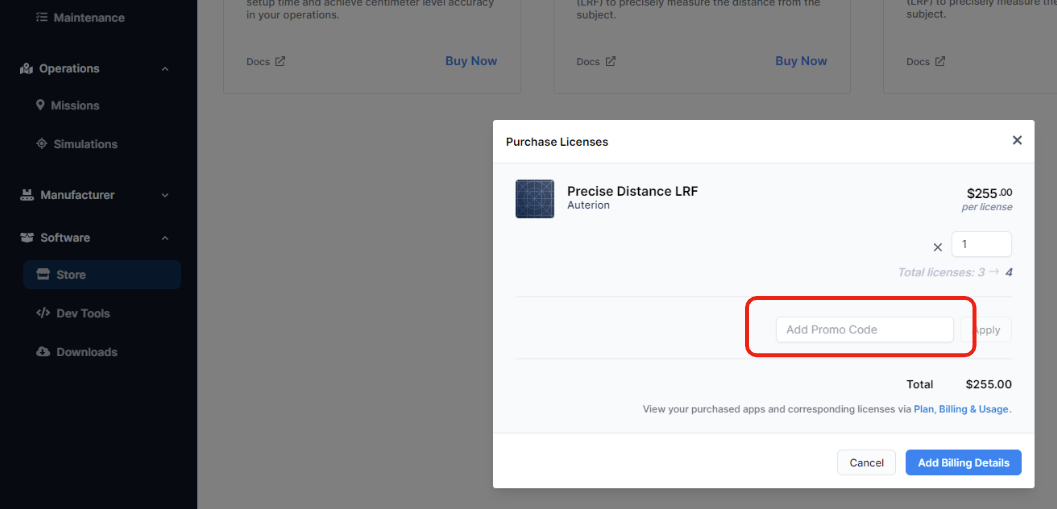 Maintenance
Operations
Missions
Simulations
Manufacturer
Software
Store
Dev Tools
Downloads
setup time and achieve centimeter level accuracy
in your operations.
Docs
Buy Now
(LRF) to precisely measure the distance from the
subject.
Docs
Buy Now
(LRF) to precisely measure the
subject.
Docs
Purchase Licenses
Precise Distance LRF
Auterion
$255.00
per license
× 1
Total licenses: 3 → 4
Add Promo Code
Apply
Total $255.00
View your purchased apps and corresponding licenses via Plan, Billing & Usage.
Cancel
Add Billing Details